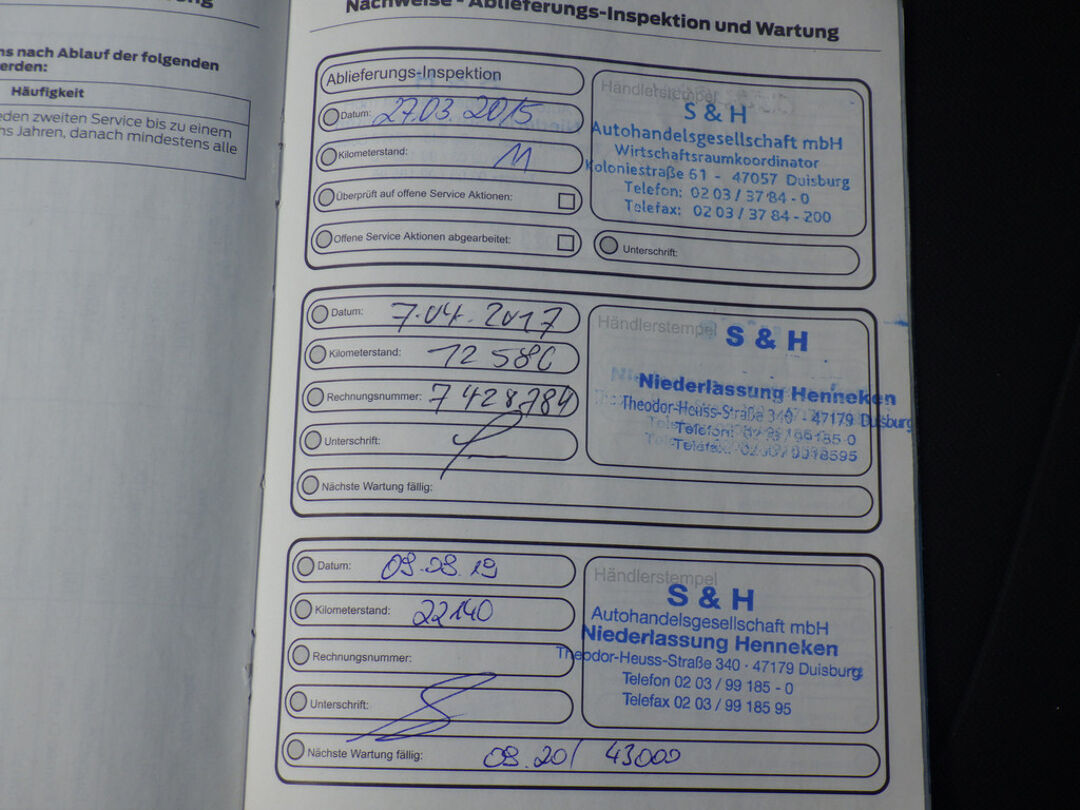 ns nach Ablauf der folgenden
erden:
Häufigkeit
eden zweiten Service bis zu einem
ns Jahren, danach mindestens alle
Nachweise - Ablieferungs-Inspektion und Wartung
Ablieferungs-Inspektion
Datum: 27.03.2015
Kilometerstand: 11
Überprüft auf offene Service Aktionen:
Offene Service Aktionen abgearbeitet:
Händlerstempel
S & H
Autohandelsgesellschaft mbH
Wirtschaftsraumkoordinator
Koloniestraße 61 - 47057 Duisburg
Telefon: 02 03 / 37 84 - 0
Telefax: 02 03 / 37 84 - 200
Unterschrift:
Datum: 7.04.2017
Kilometerstand: 12580
Rechnungsnummer: 7428784
Unterschrift:
Nächste Wartung fällig:
Händlerstempel
S & H
Niederlassung Henneken
Theodor-Heuss-Straße 340 - 47179 Duisburg
Telefon:
Telefax:
Datum: 09.08.19
Kilometerstand: 22140
Rechnungsnummer:
Unterschrift:
Nächste Wartung fällig: 08.20/ 43000
Händlerstempel
S & H
Autohandelsgesellschaft mbH
Niederlassung Henneken
Theodor-Heuss-Straße 340 · 47179 Duisburg
Telefon 02 03 / 99 185 - 0
Telefax 02 03 / 99 185 95